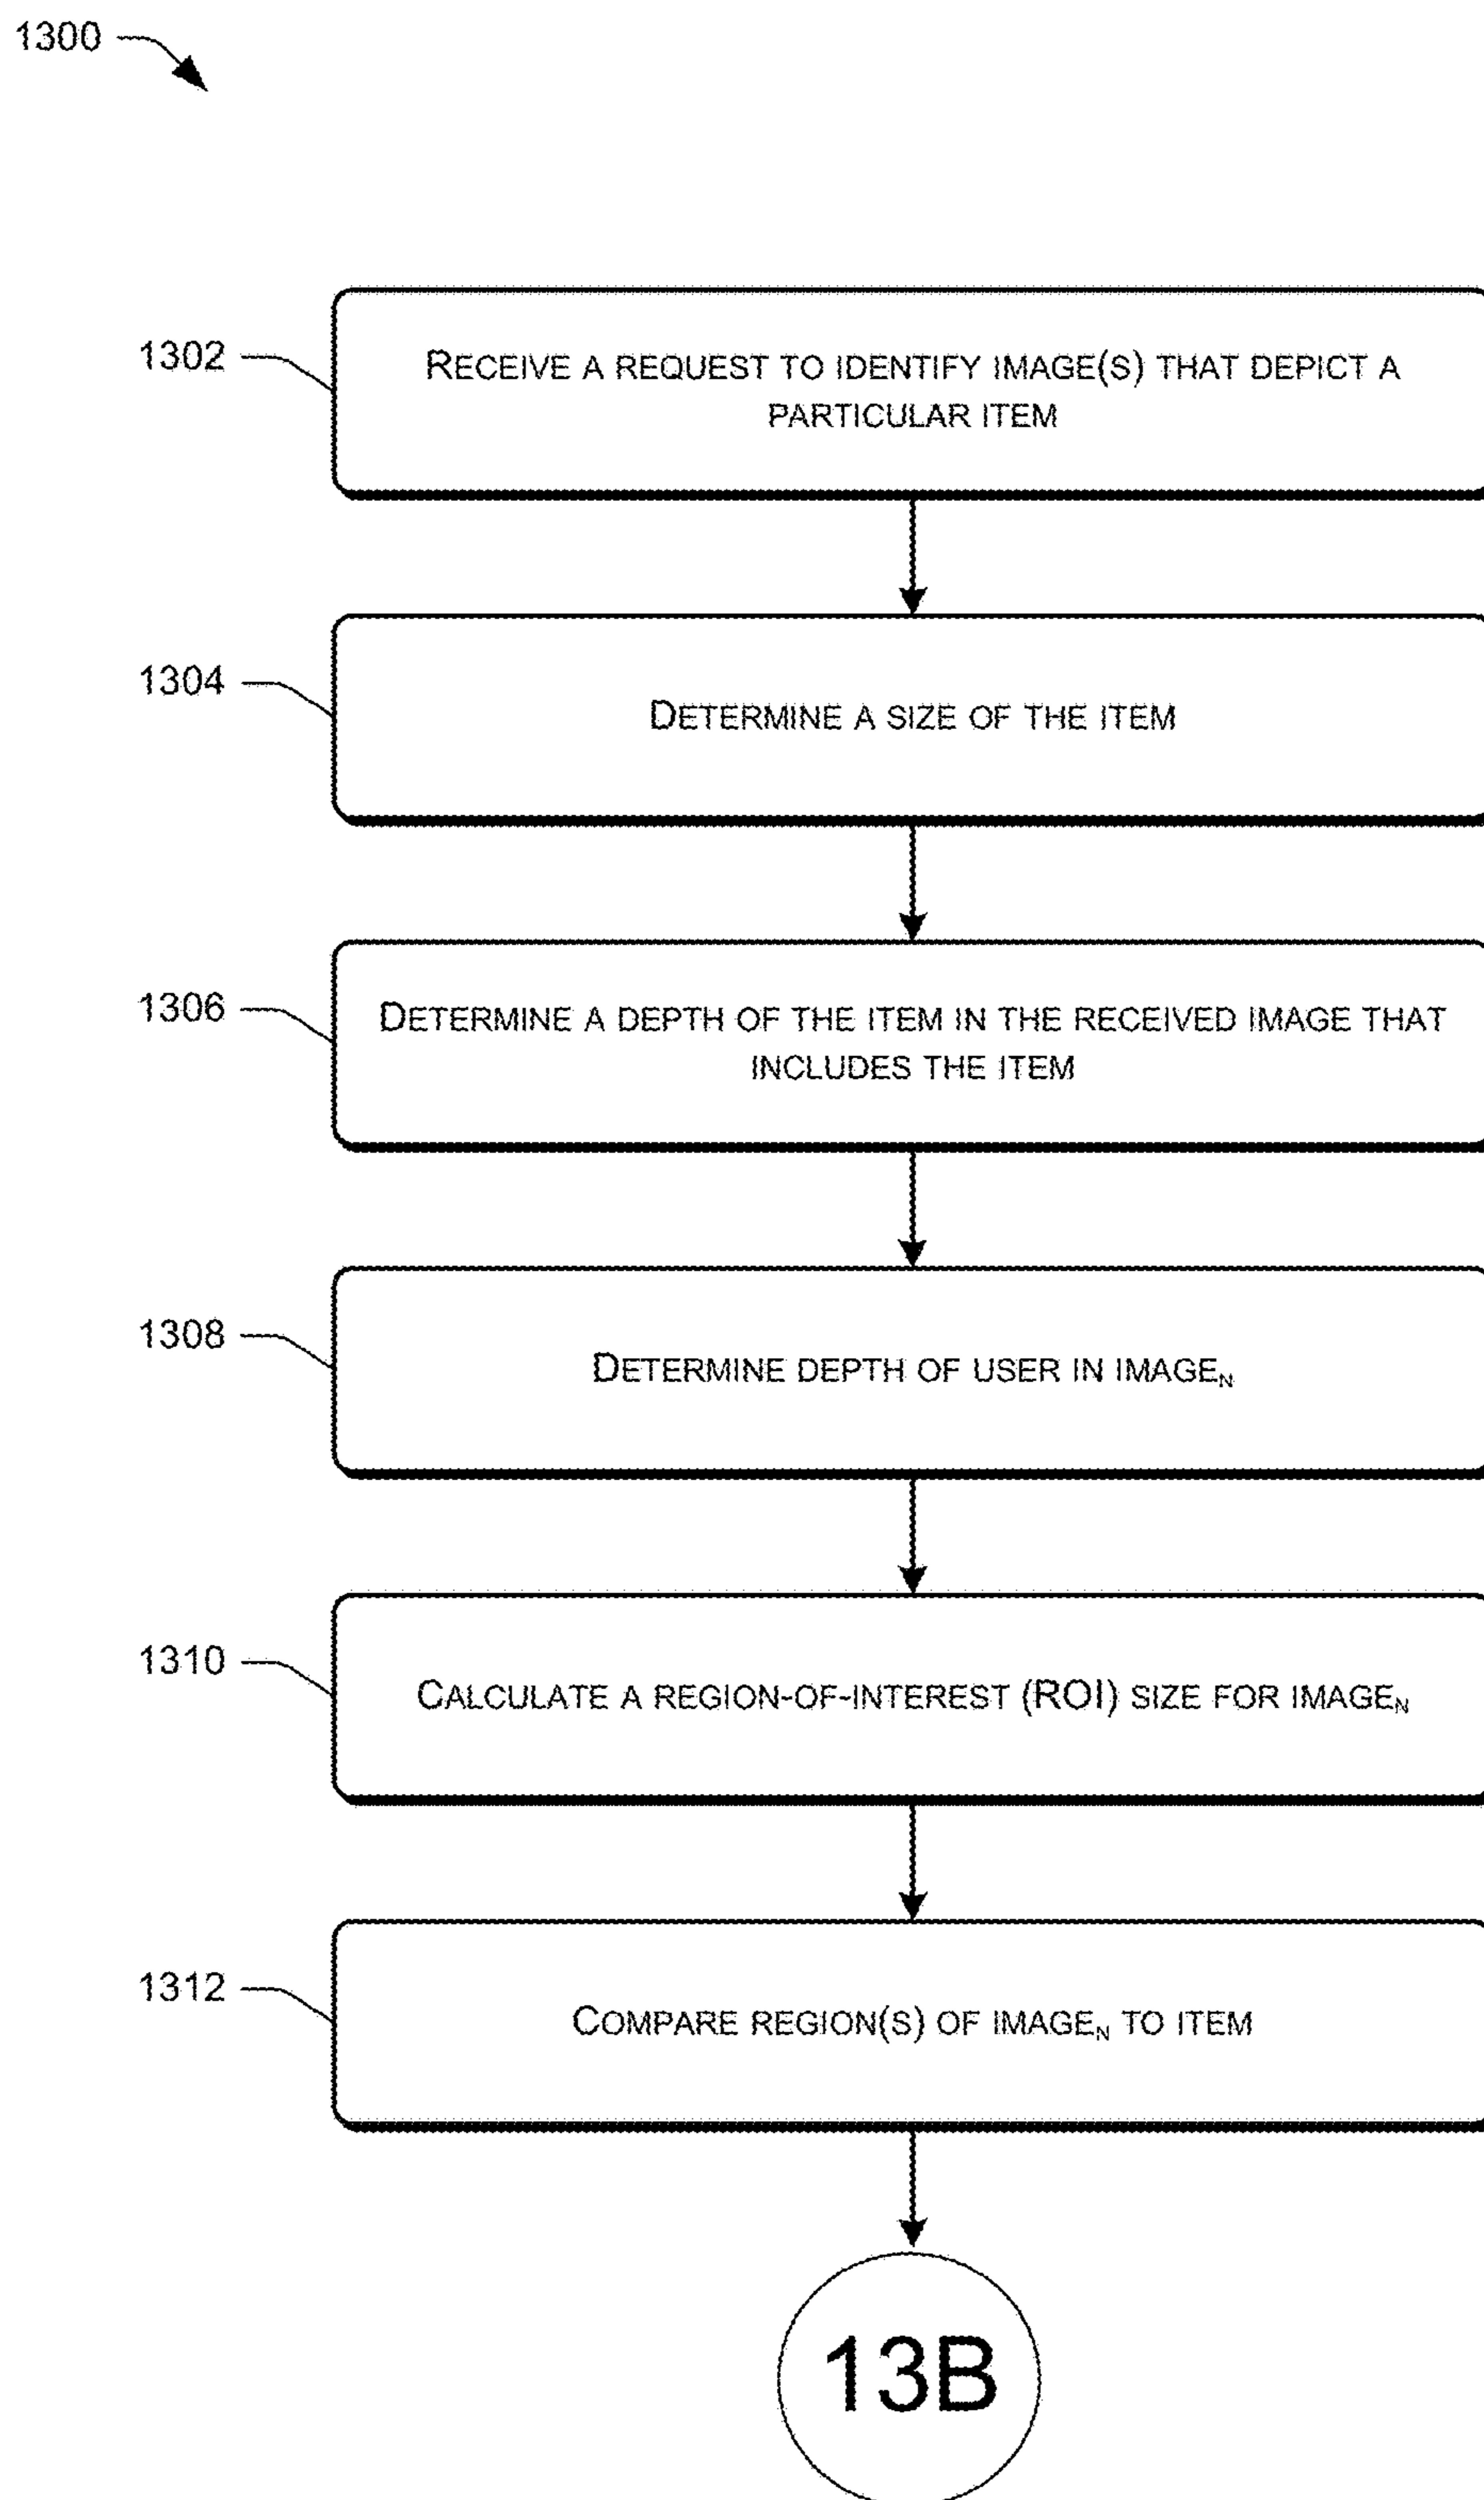 1300
1302
RECEIVE A REQUEST TO IDENTIFY IMAGE(S) THAT DEPICT A
PARTICULAR ITEM
1304
DETERMINE A SIZE OF THE ITEM
1306
DETERMINE A DEPTH OF THE ITEM IN THE RECEIVED IMAGE THAT
INCLUDES THE ITEM
1308
DETERMINE DEPTH OF USER IN IMAGEN
1310
CALCULATE A REGION-OF-INTEREST (ROI) SIZE FOR IMAGEN
1312
COMPARE REGION(S) OF IMAGEN TO ITEM
13B